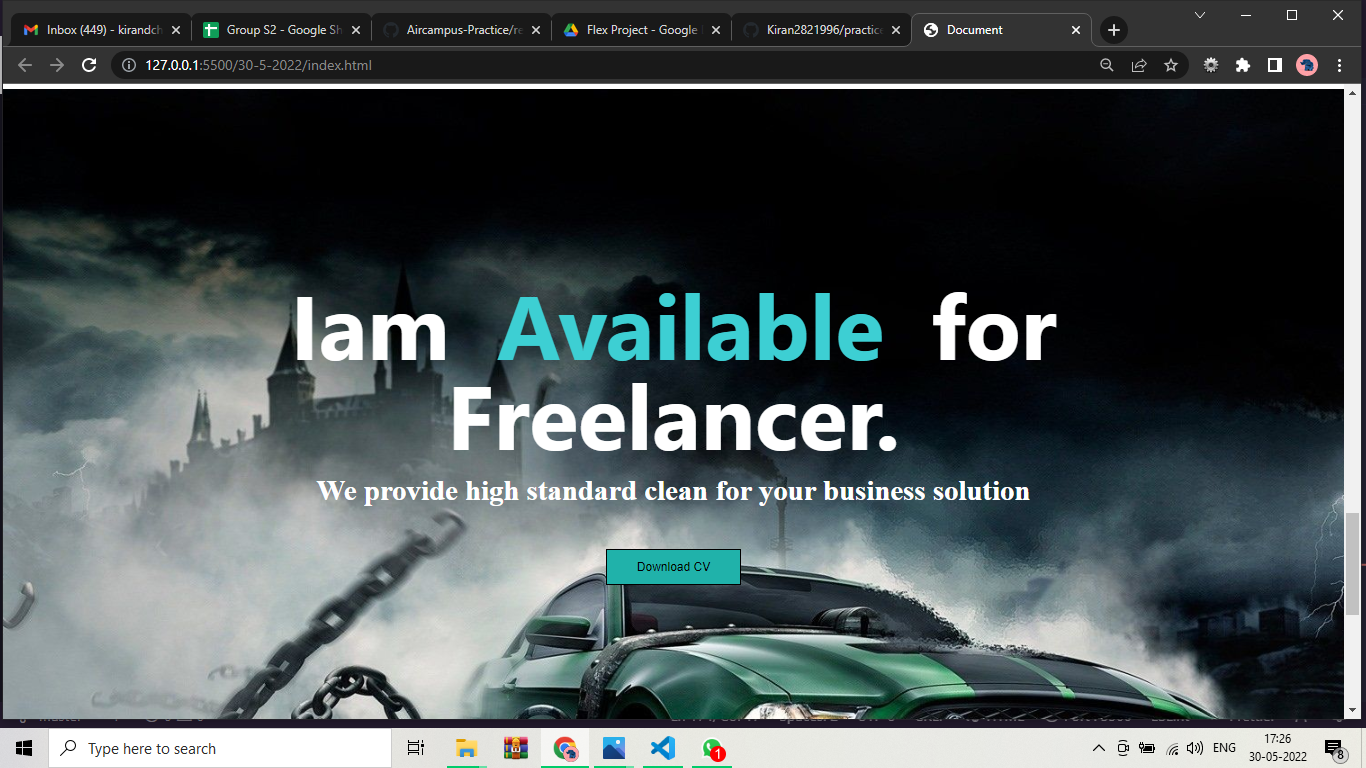 Inbox (449) - kirandch
Group S2 - Google Sh
Aircampus-Practice/re
Flex Project - Google
Kiran2821996/practice
Document
127.0.0.1:5500/30-5-2022/index.html
Iam Available for
Freelancer.
We provide high standard clean for your business solution
Download CV
Type here to search
1
ENG
17:26
30-05-2022
8